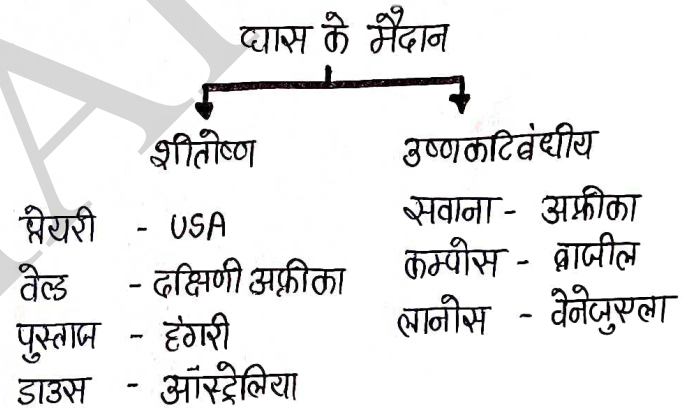 घास के मैदान
शीतोष्ण
प्रेयरी - USA
वेल्ड - दक्षिणी अफ्रीका
पुस्ताज - हंगरी
डाउस - ऑस्ट्रेलिया
उष्णकटिबंधीय
सवाना - अफ्रीका
कम्पोस - ब्राजील
लानोस - वेनेजुएला